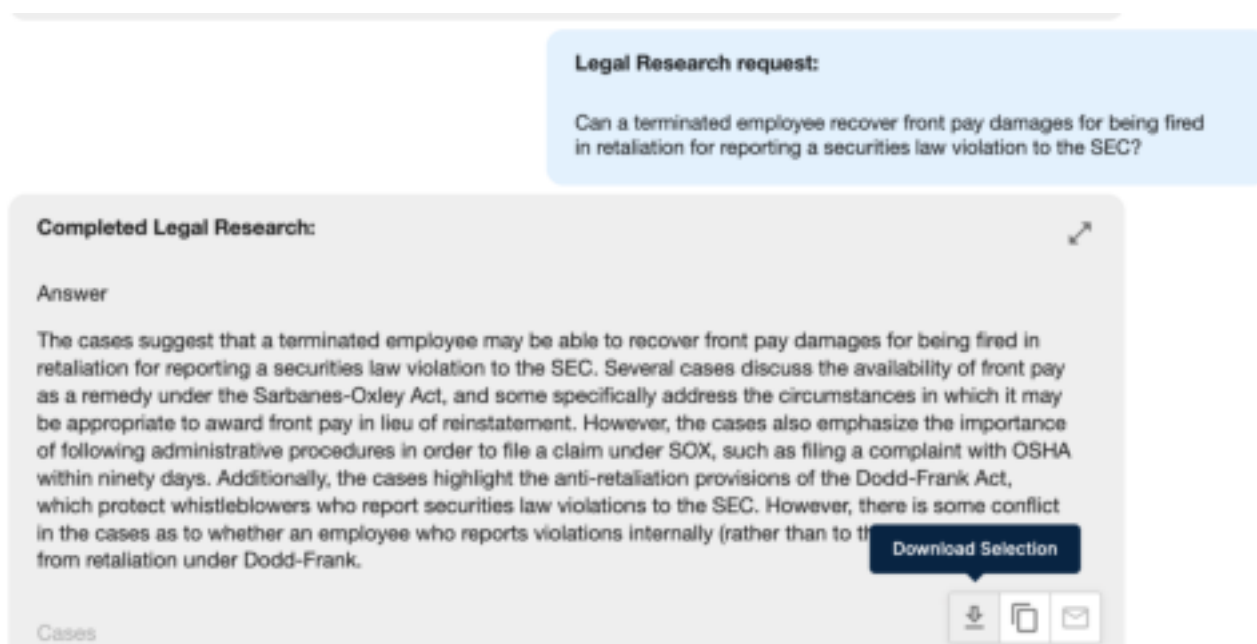 Legal Research request:
Can a terminated employee recover front pay damages for being fired
in retaliation for reporting a securities law violation to the SEC?
Completed Legal Research:
Answer
The cases suggest that a terminated employee may be able to recover front pay damages for being fired in
retaliation for reporting a securities law violation to the SEC. Several cases discuss the availability of front pay
as a remedy under the Sarbanes-Oxley Act, and some specifically address the circumstances in which it may
be appropriate to award front pay in lieu of reinstatement. However, the cases also emphasize the importance
of following administrative procedures in order to file a claim under SOX, such as filing a complaint with OSHA
within ninety days. Additionally, the cases highlight the anti-retaliation provisions of the Dodd-Frank Act,
which protect whistleblowers who report securities law violations to the SEC. However, there is some conflict
in the cases as to whether an employee who reports violations internally (rather than to
from retaliation under Dodd-Frank.
Download Selection
Cases